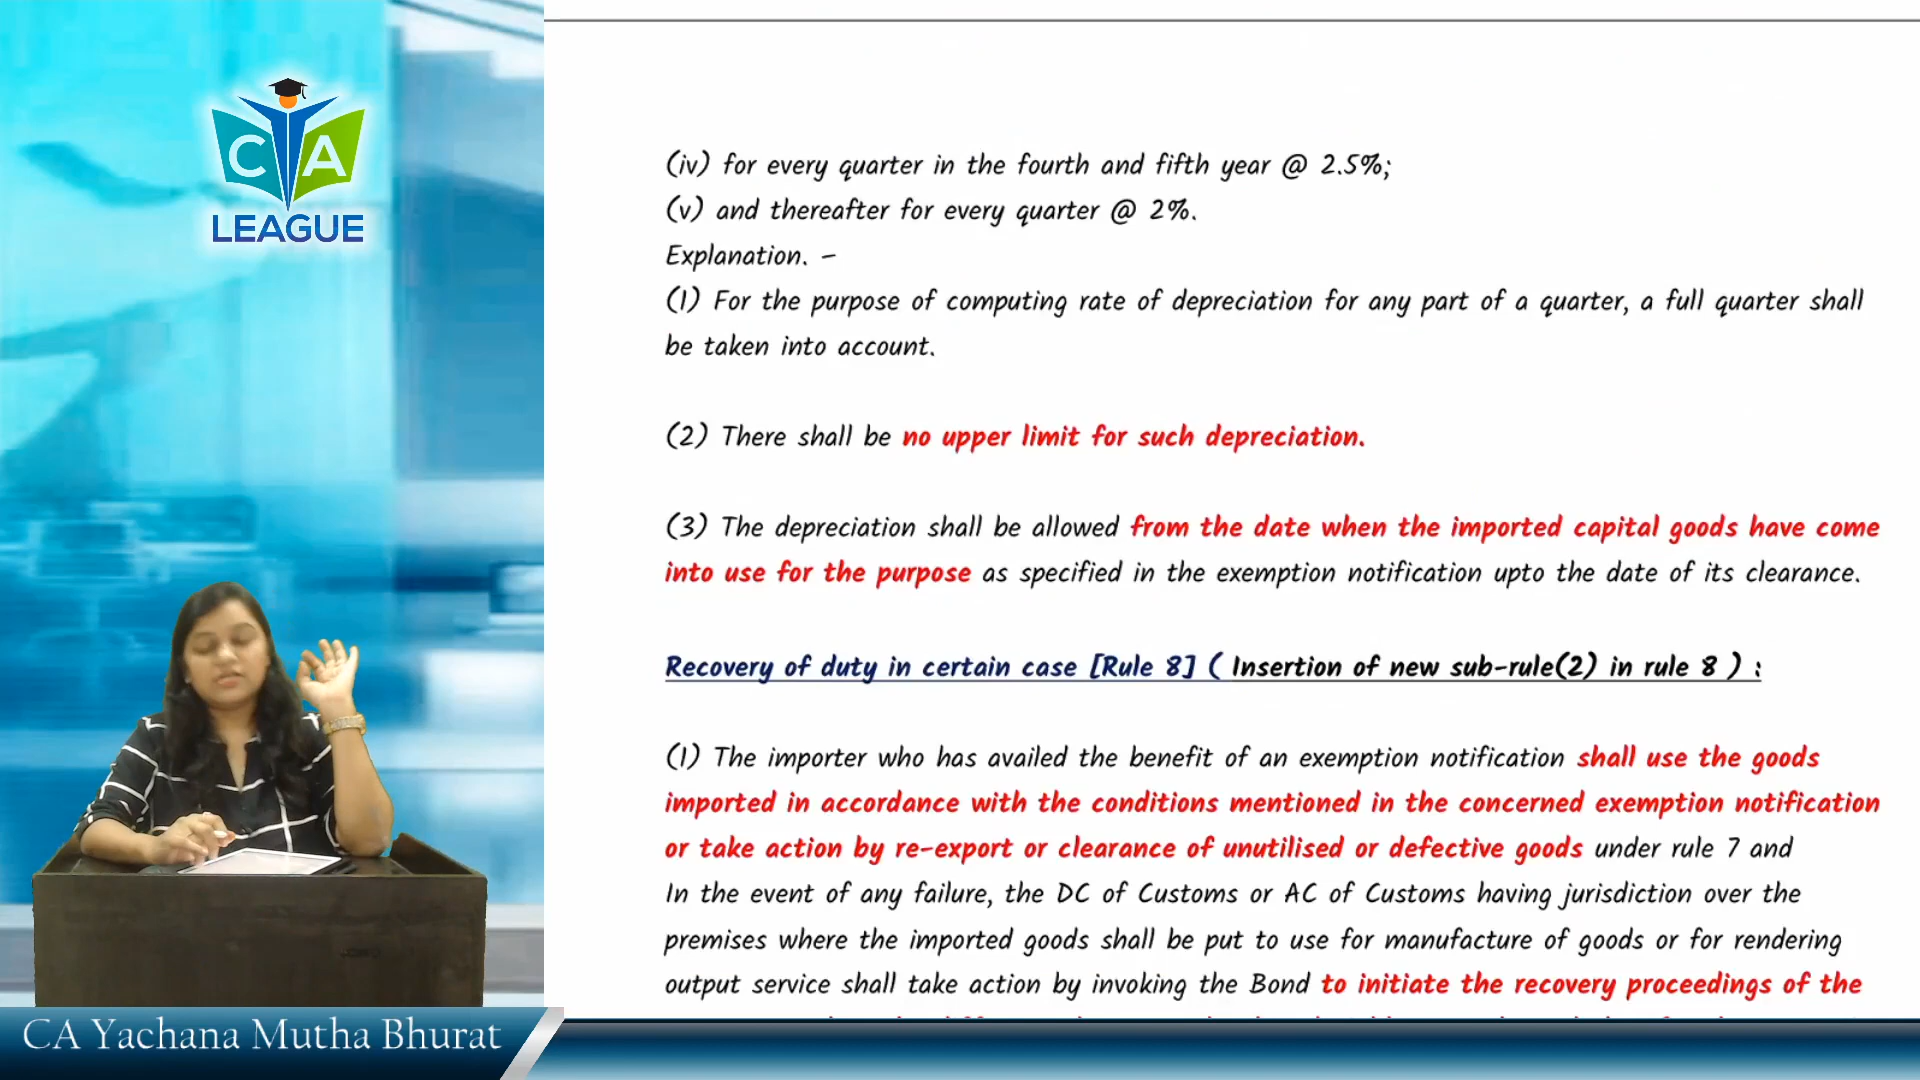 C A
LEAGUE
(iv) for every quarter in the fourth and fifth year @ 2.5%;
(v) and thereafter for every quarter @ 2%.
Explanation. –
(1) For the purpose of computing rate of depreciation for any part of a quarter, a full quarter shall
be taken into account.
(2) There shall be no upper limit for such depreciation.
(3) The depreciation shall be allowed from the date when the imported capital goods have come
into use for the purpose as specified in the exemption notification upto the date of its clearance.
Recovery of duty in certain case [Rule 8] ( Insertion of new sub-rule(2) in rule 8 ) :
(1) The importer who has availed the benefit of an exemption notification shall use the goods
imported in accordance with the conditions mentioned in the concerned exemption notification
or take action by re-export or clearance of unutilised or defective goods under rule 7 and
In the event of any failure, the DC of Customs or AC of Customs having jurisdiction over the
premises where the imported goods shall be put to use for manufacture of goods or for rendering
output service shall take action by invoking the Bond to initiate the recovery proceedings of the
CA Yachana Mutha Bhurat